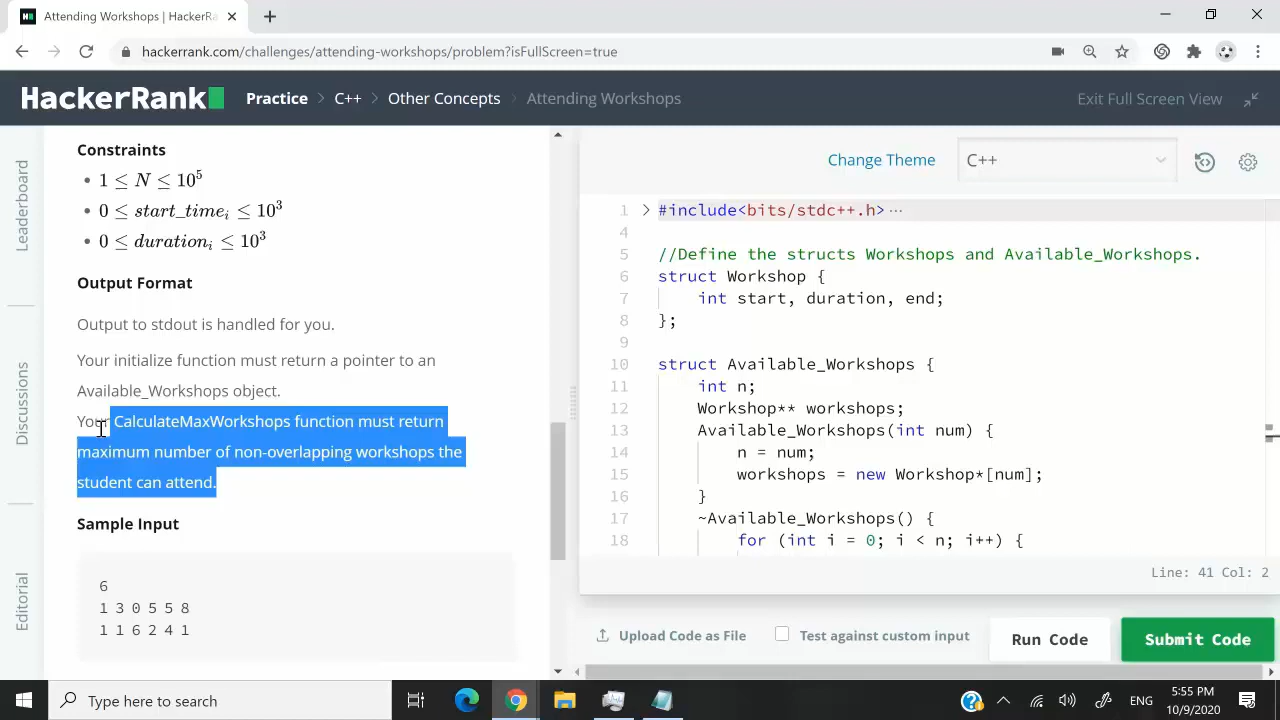 Attending Workshops | HackerRa
hackerrank.com/challenges/attending-workshops/problem?isFullScreen=true
HackerRank
Practice > C++ > Other Concepts > Attending Workshops
Exit Full Screen View
Leaderboard
Discussions
Editorial
Constraints
• 1 ≤ N ≤ 10⁵
• 0 ≤ start_timeᵢ ≤ 10³
• 0 ≤ durationᵢ ≤ 10³
Output Format
Output to stdout is handled for you.
Your initialize function must return a pointer to an
Available_Workshops object.
Your CalculateMaxWorkshops function must return
maximum number of non-overlapping workshops the
student can attend.
Sample Input
6
1 3 0 5 5 8
1 1 6 2 4 1
Change Theme
C++
1 > #include<bits/stdc++.h> ···
4
5 //Define the structs Workshops and Available_Workshops.
6 struct Workshop {
7 int start, duration, end;
8 };
9
10 struct Available_Workshops {
11 int n;
12 Workshop** workshops;
13 Available_Workshops(int num) {
14 n = num;
15 workshops = new Workshop*[num];
16 }
17 ~Available_Workshops() {
18 for (int i = 0; i < n; i++) {
Line: 41 Col: 2
Upload Code as File
Test against custom input
Run Code
Submit Code
Type here to search
ENG
5:55 PM
10/9/2020